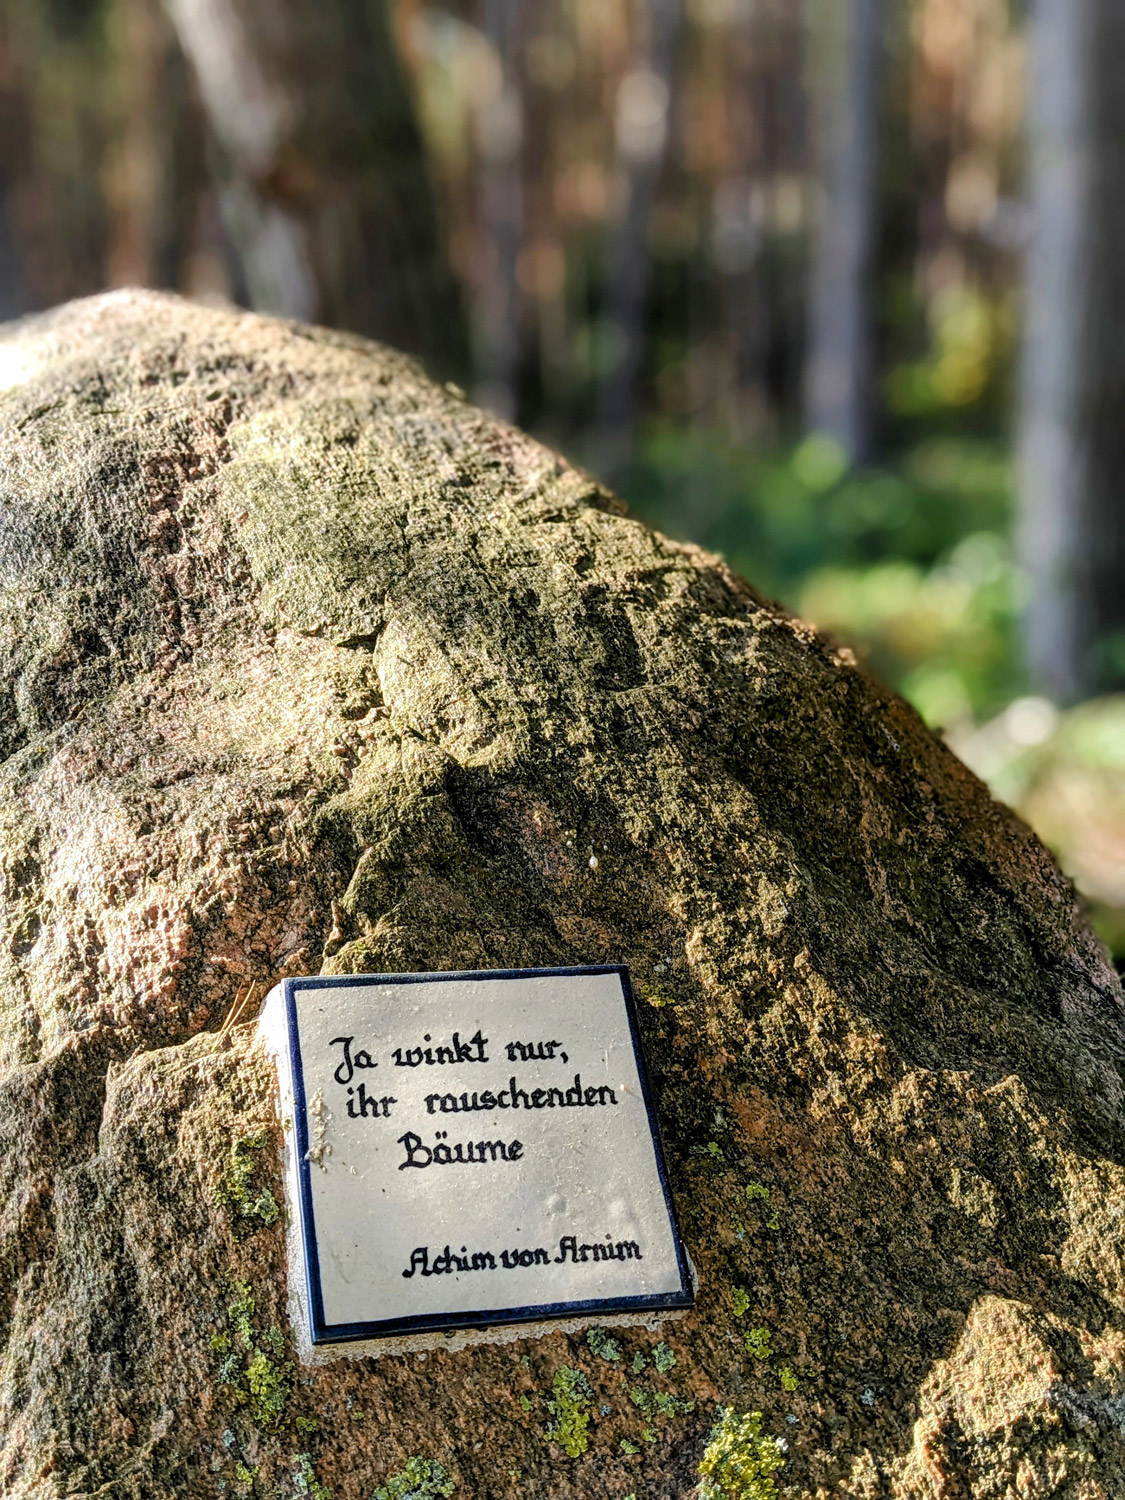 Ja winkt nur,
ihr rauschenden
Bäume
Achim von Arnim